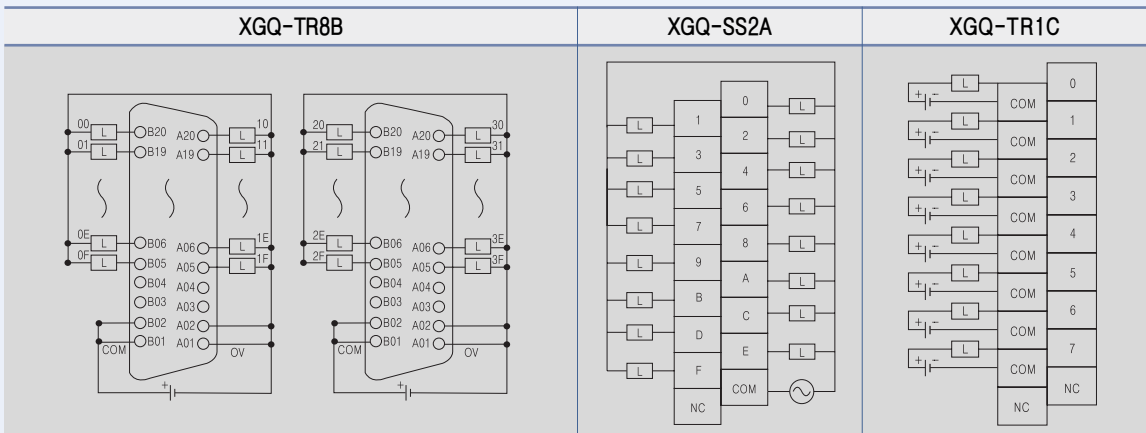 XGQ-TR8B XGQ-SS2A XGQ-TR1C
00 L B20 A20 L 10
01 L B19 A19 L 11
0E L B06 A06 L 1E
0F L B05 A05 L 1F
B04 A04
B03 A03
B02 A02
B01 A01
COM 0V
+
20 L B20 A20 L 30
21 L B19 A19 L 31
2E L B06 A06 L 3E
2F L B05 A05 L 3F
B04 A04
B03 A03
B02 A02
B01 A01
COM 0V
+
0 L
L 1
2 L
L 3
4 L
L 5
6 L
L 7
8 L
L 9
A L
L B
C L
L D
E L
L F
COM
NC
L 0
+ - COM
L 1
+ - COM
L 2
+ - COM
L 3
+ - COM
L 4
+ - COM
L 5
+ - COM
L 6
+ - COM
L 7
+ - COM
NC
NC